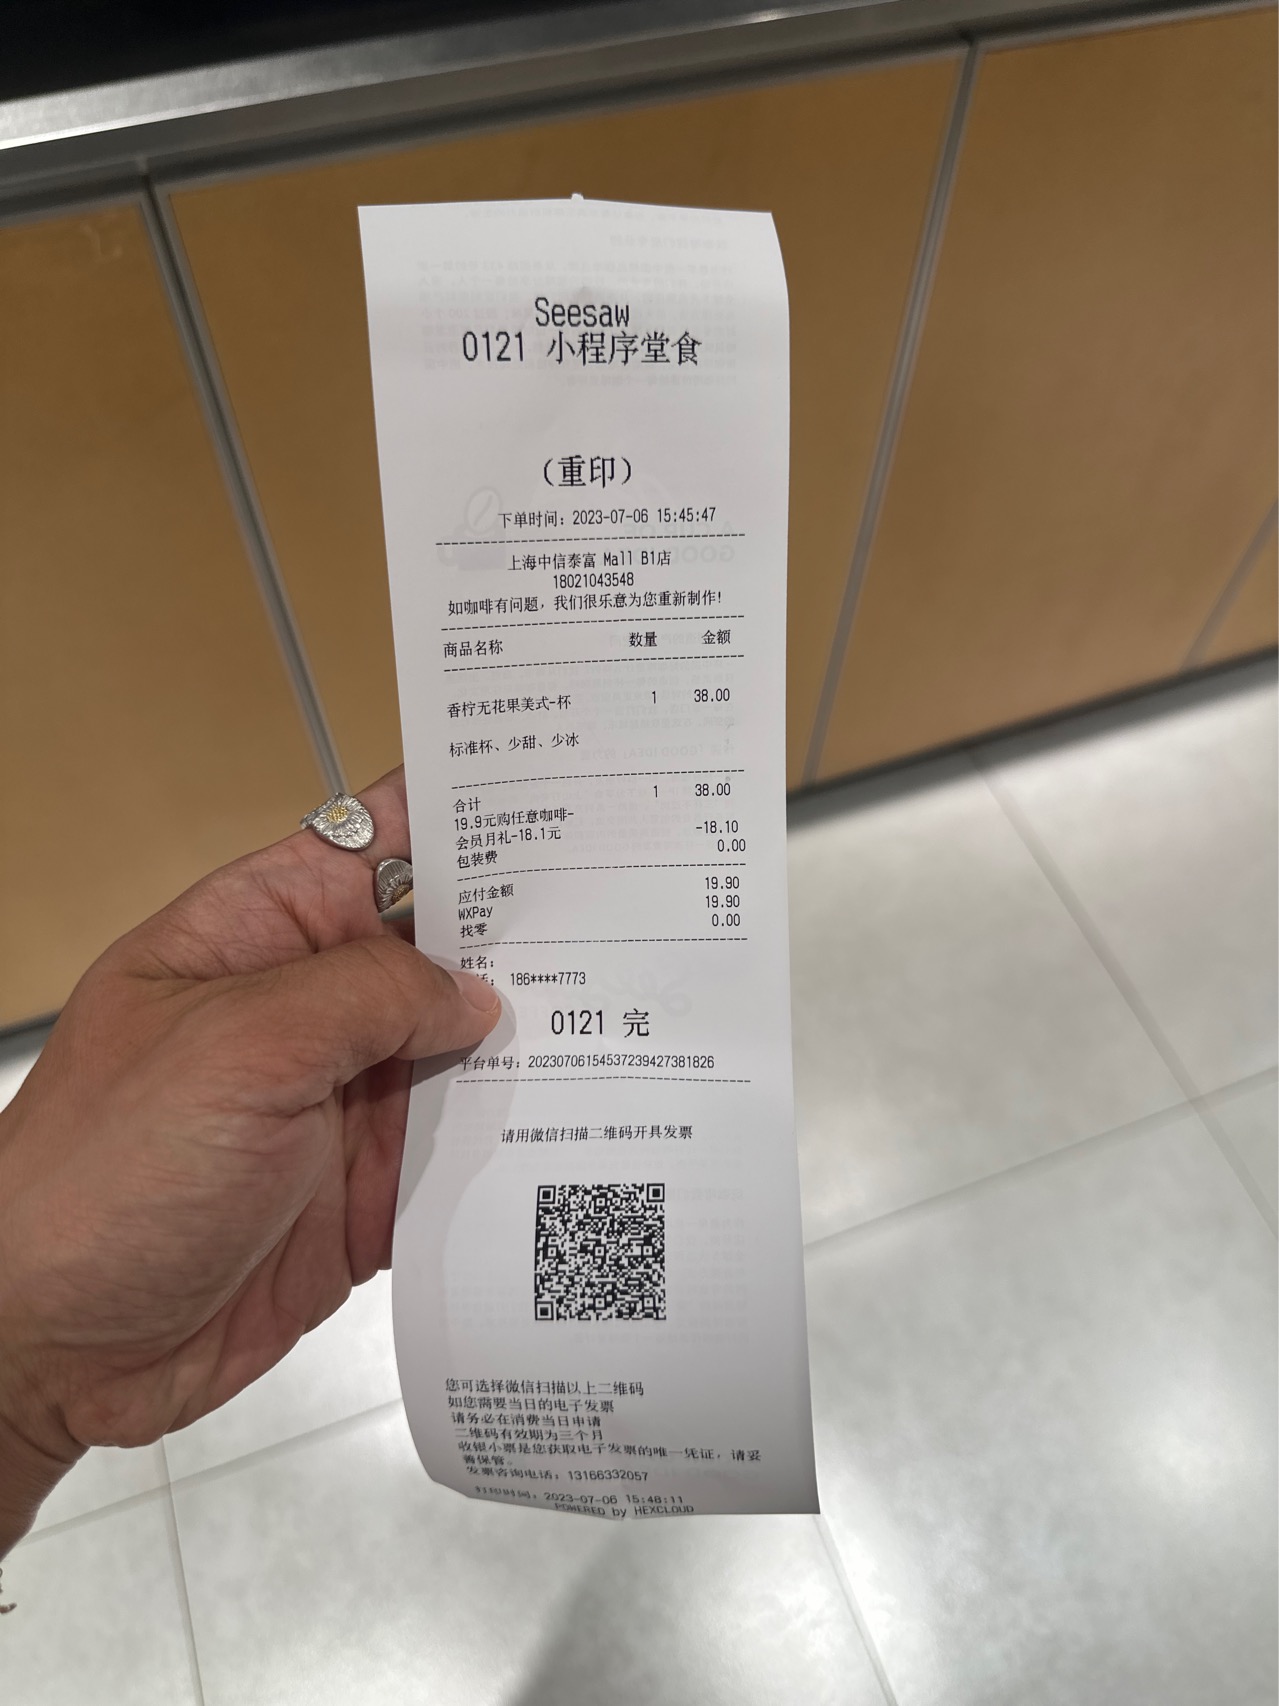 Seesaw
0121 小程序堂食
（重印）
下单时间：2023-07-06 15:45:47
上海中信泰富 Mall B1店
18021043548
如咖啡有问题，我们很乐意为您重新制作!
商品名称 数量 金额
香柠无花果美式-杯 1 38.00
标准杯、少甜、少冰
合计 1 38.00
19.9元购任意咖啡-
会员月礼-18.1元 -18.10
包装费 0.00
应付金额 19.90
WXPay 19.90
找零 0.00
姓名：
话： 186****7773
0121 完
平台单号：20230706154537239427381826
请用微信扫描二维码开具发票
您可选择微信扫描以上二维码
如您需要当日的电子发票
请务必在消费当日申请
二维码有效期为三个月
收银小票是您获取电子发票的唯一凭证，请妥
善保管。
发票咨询电话：13166332057
打印时间：2023-07-06 15:48:11
POWERED by HEXCLOUD